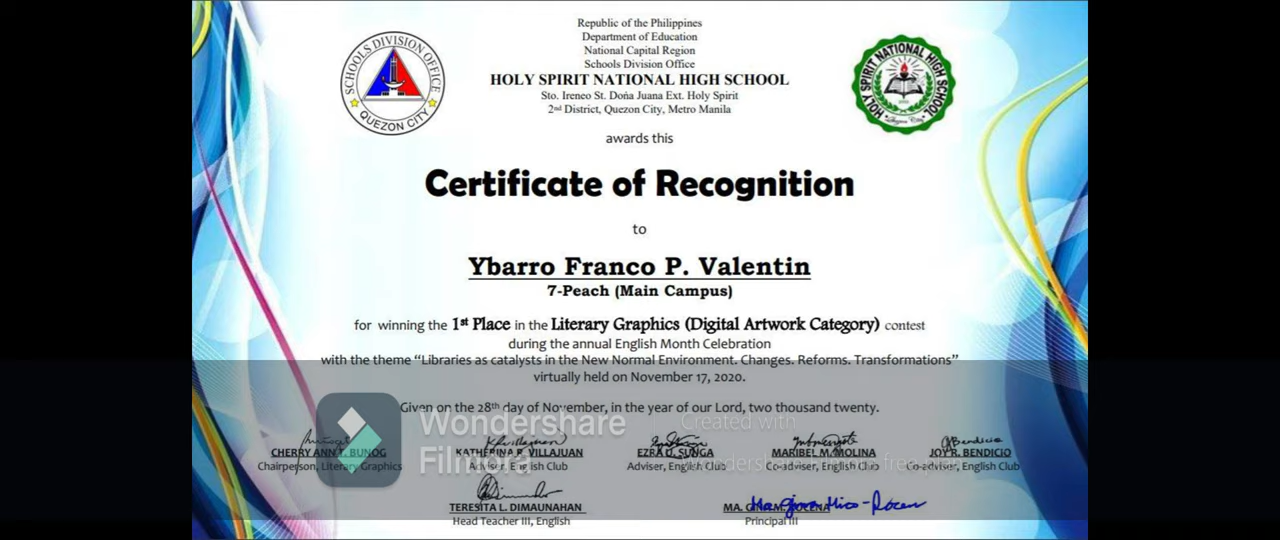 Republic of the Philippines
Department of Education
National Capital Region
Schools Division Office
HOLY SPIRIT NATIONAL HIGH SCHOOL
Sto. Ireneo St. Doña Juana Ext. Holy Spirit
2nd District, Quezon City, Metro Manila
SCHOOLS DIVISION OFFICE
QUEZON CITY
HOLY SPIRIT NATIONAL HIGH SCHOOL
Quezon City
awards this
Certificate of Recognition
to
Ybarro Franco P. Valentin
7-Peach (Main Campus)
for winning the 1st Place in the Literary Graphics (Digital Artwork Category) contest
during the annual English Month Celebration
with the theme “Libraries as catalysts in the New Normal Environment. Changes. Reforms. Transformations”
virtually held on November 17, 2020.
Given on the 28th day of November, in the year of our Lord, two thousand twenty.
Wondershare
Filmora
Created with
CHERRY ANN BUNOG
Chairperson, Literary Graphics
KATHERINA R. VILLAJUAN
Adviser, English Club
EZRA SUNGA
Adviser, English Club
MARIBEL M. MOLINA
Co-adviser, English Club
JOY R. BENDICIO
Co-adviser, English Club
TERESITA L. DIMAUNAHAN
Head Teacher III, English
MA.
Principal III